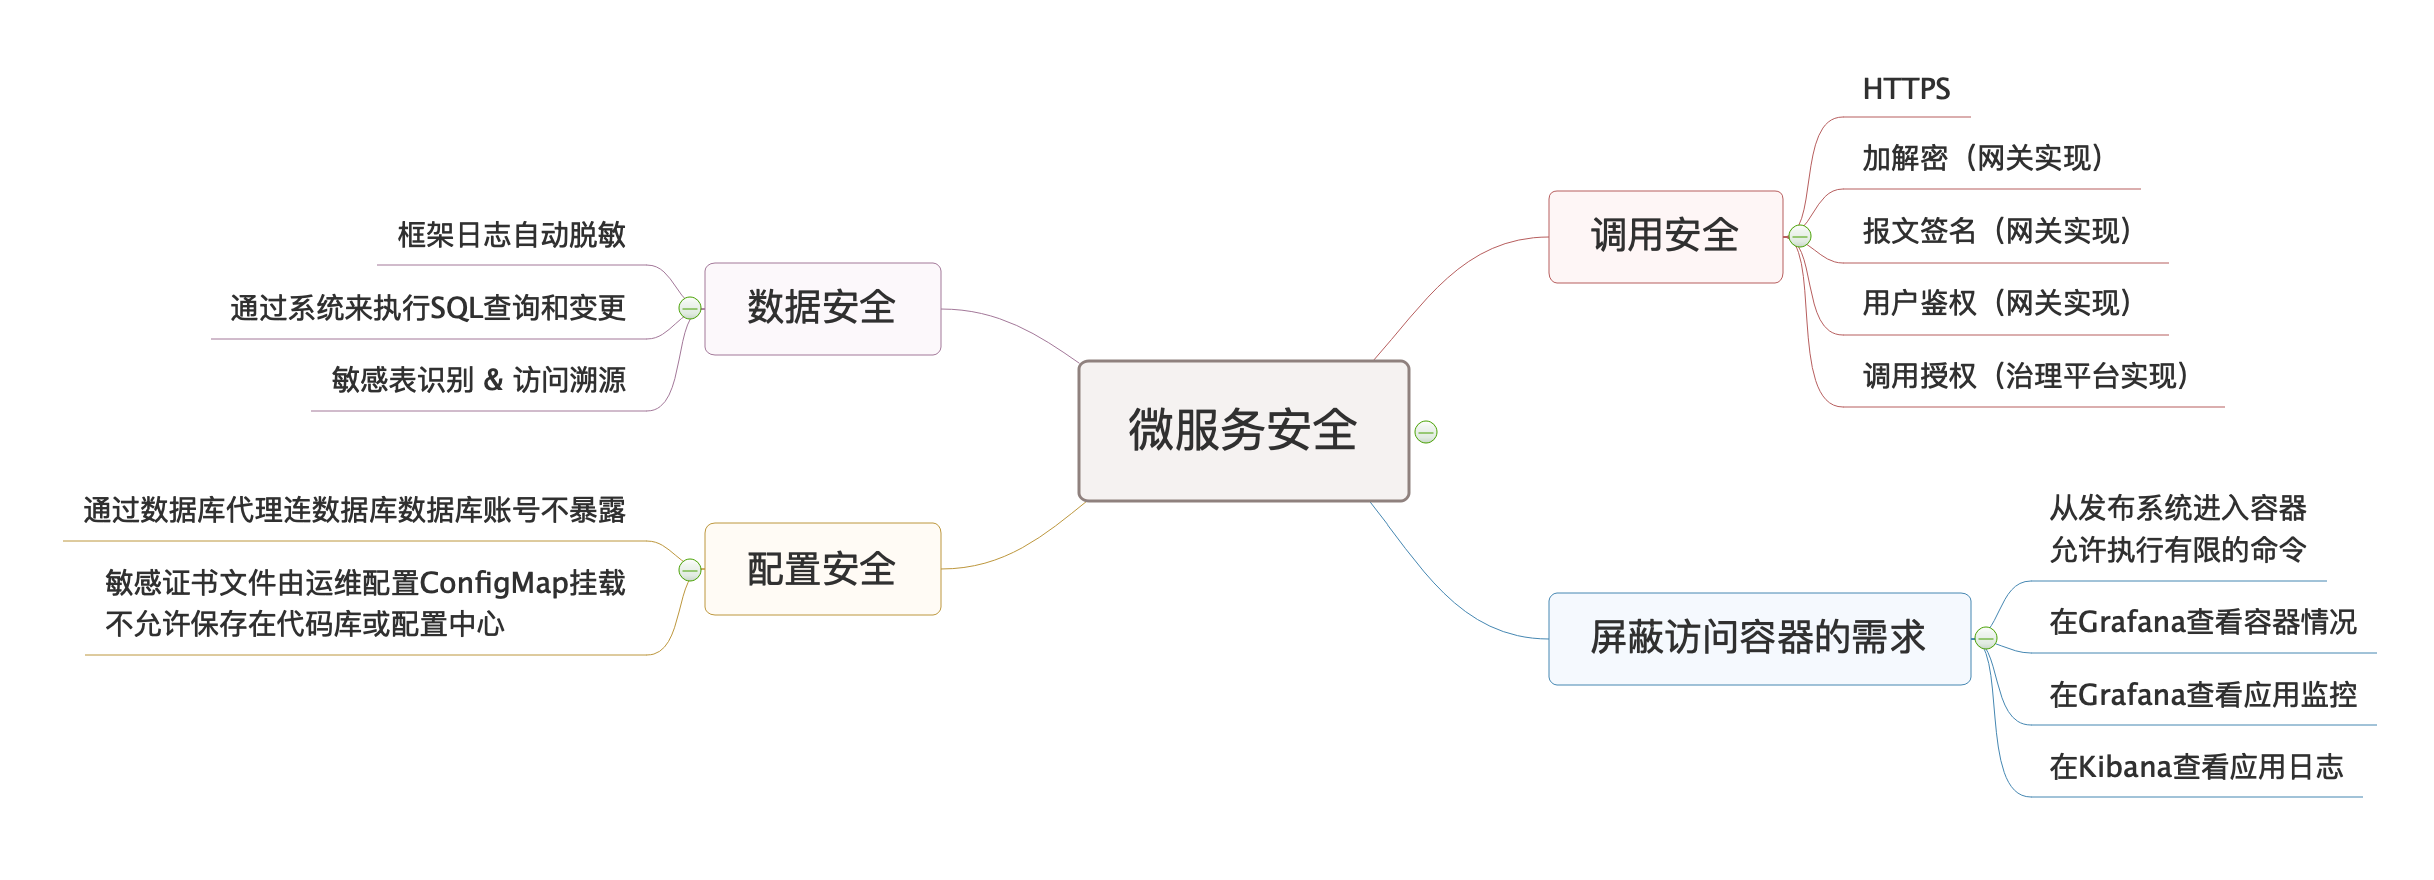 微服务安全
调用安全
HTTPS
加解密（网关实现）
报文签名（网关实现）
用户鉴权（网关实现）
调用授权（治理平台实现）
屏蔽访问容器的需求
从发布系统进入容器
允许执行有限的命令
在Grafana查看容器情况
在Grafana查看应用监控
在Kibana查看应用日志
数据安全
框架日志自动脱敏
通过系统来执行SQL查询和变更
敏感表识别 & 访问溯源
配置安全
通过数据库代理连数据库数据库账号不暴露
敏感证书文件由运维配置ConfigMap挂载
不允许保存在代码库或配置中心